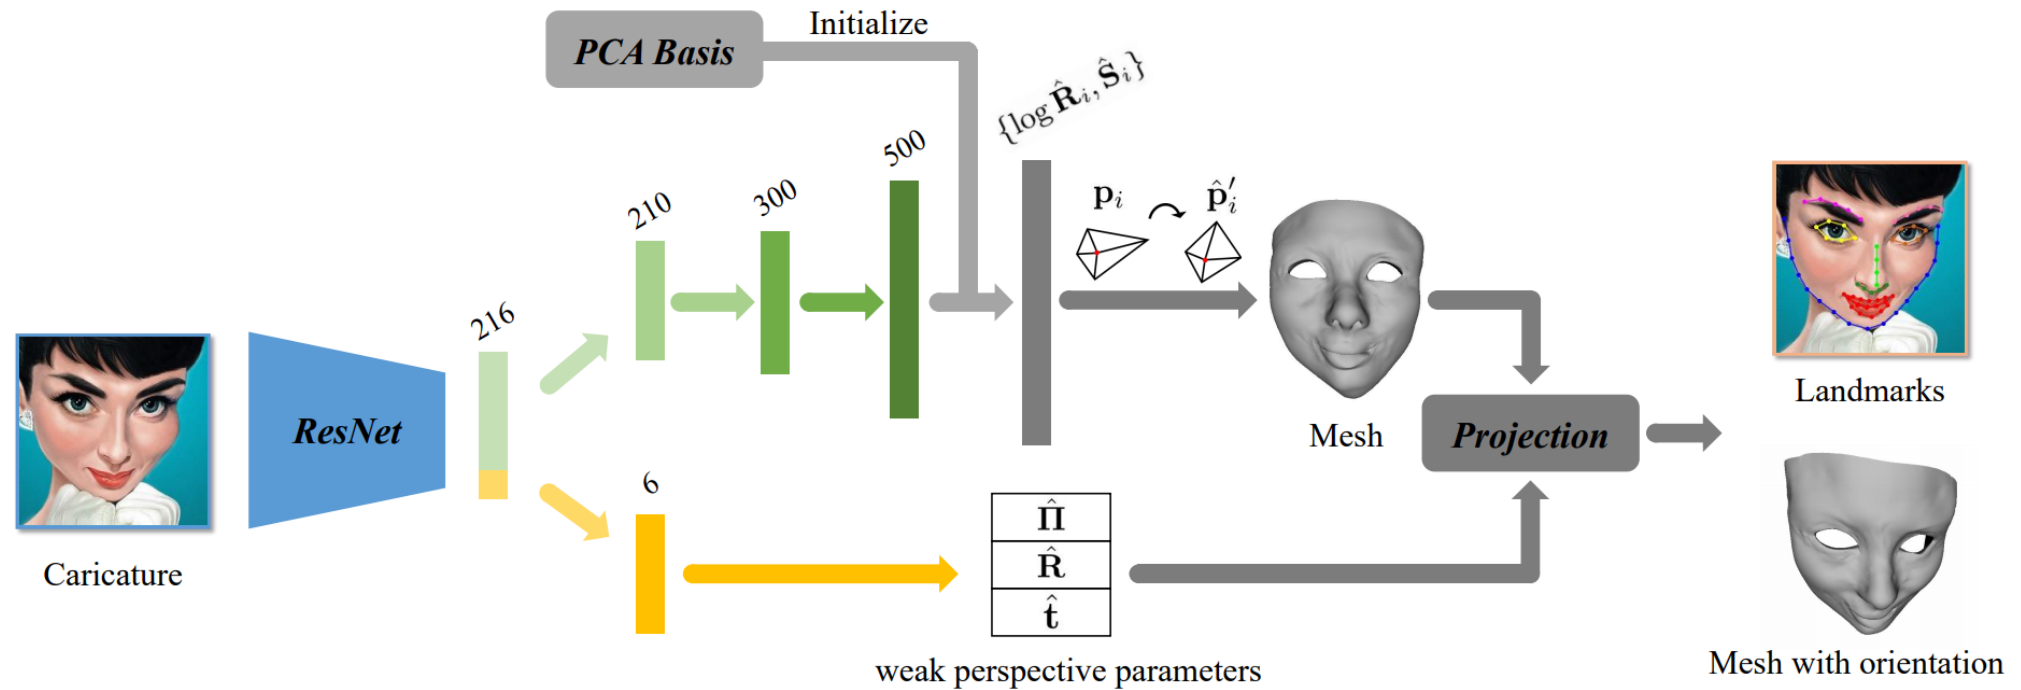 PCA Basis
Initialize
{log R̂ᵢ, Ŝᵢ}
500
300
210
216
pᵢ
p̂′ᵢ
ResNet
Mesh
Projection
Landmarks
Caricature
6
Π̂
R̂
t̂
weak perspective parameters
Mesh with orientation